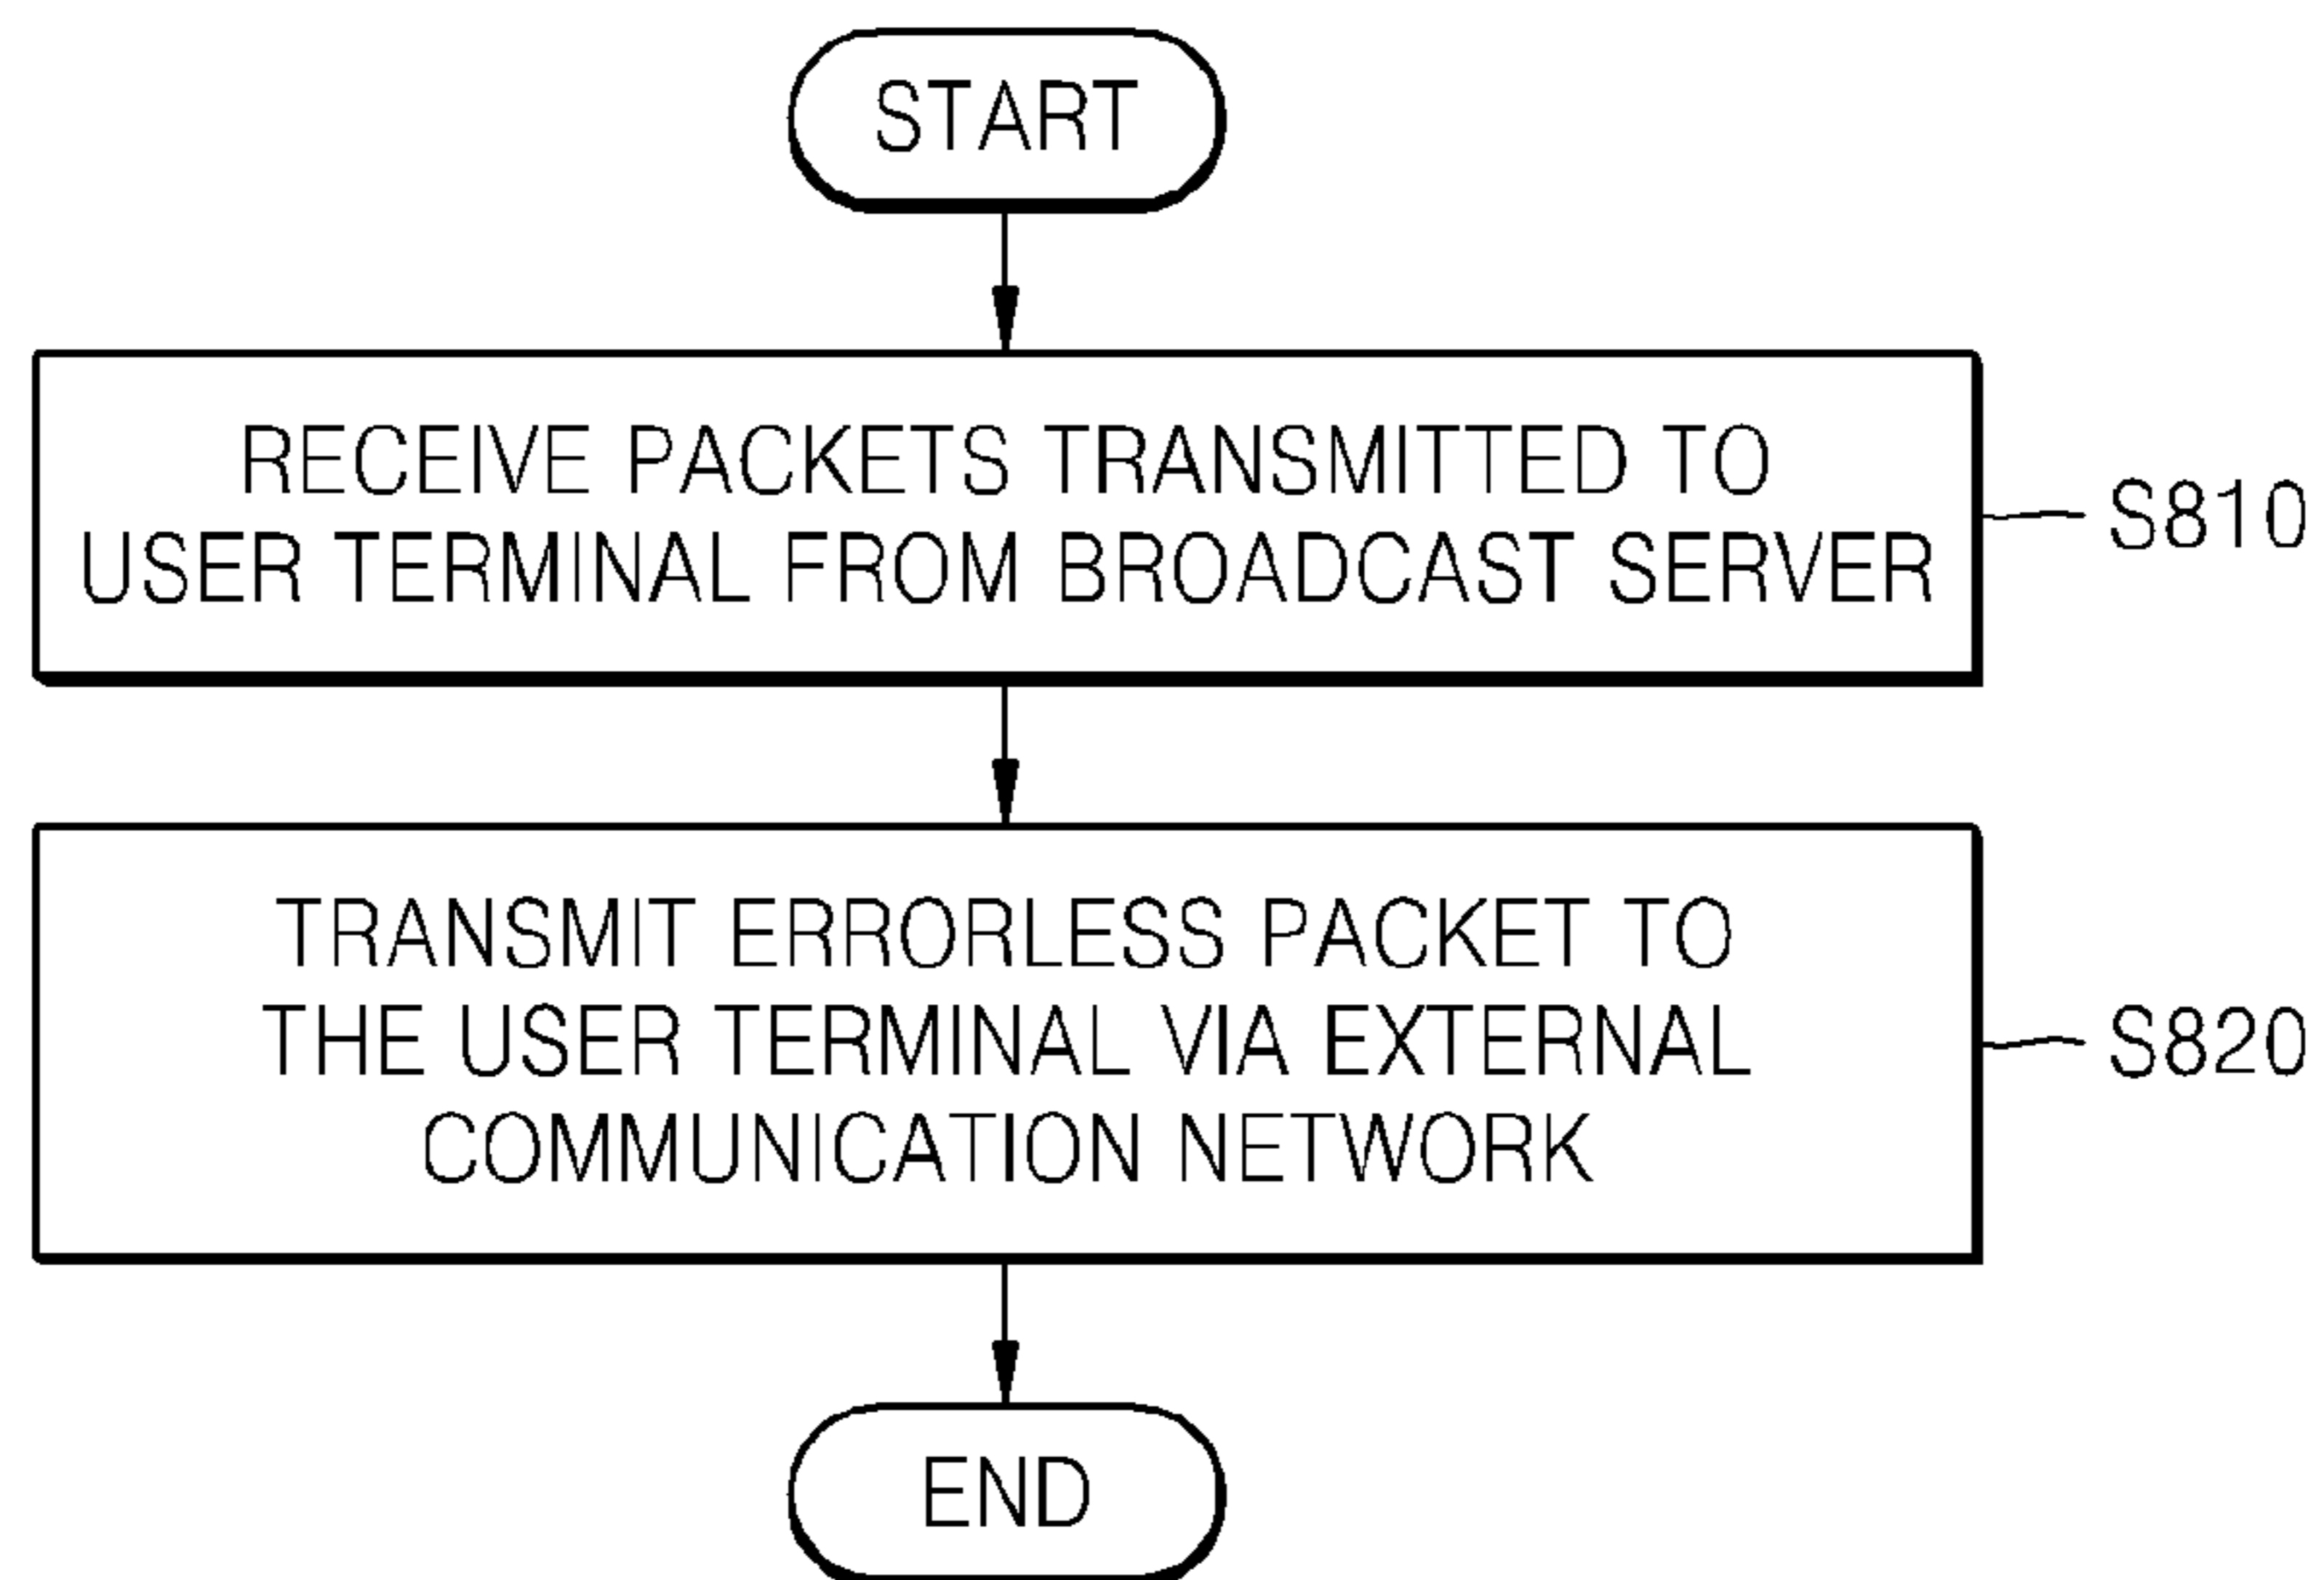 START
RECEIVE PACKETS TRANSMITTED TO
USER TERMINAL FROM BROADCAST SERVER
S810
TRANSMIT ERRORLESS PACKET TO
THE USER TERMINAL VIA EXTERNAL
COMMUNICATION NETWORK
S820
END